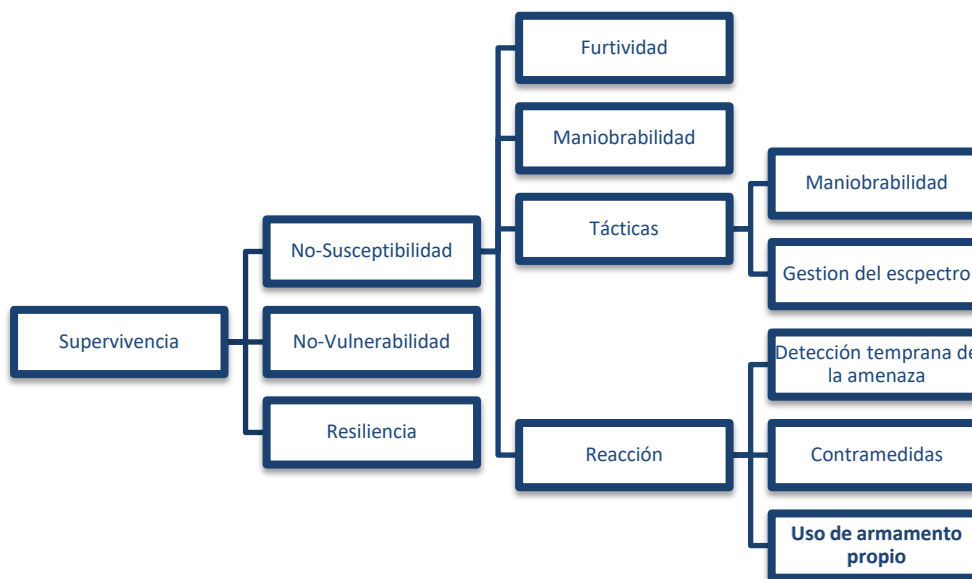 Furtividad
Maniobrabilidad
Maniobrabilidad
Tácticas
No-Susceptibilidad
Gestion del escpectro
Supervivencia
No-Vulnerabilidad
Detección temprana de
la amenaza
Resiliencia
Reacción
Contramedidas
Uso de armamento
propio